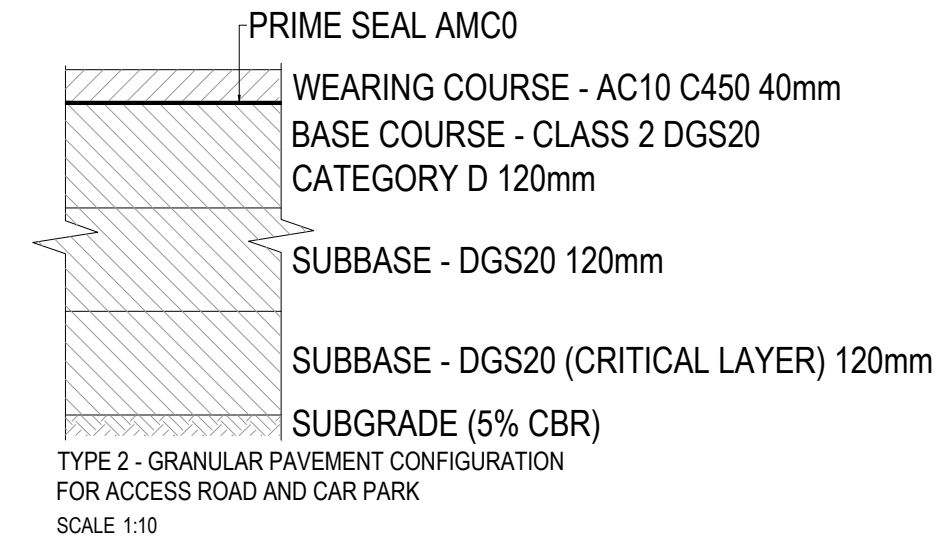 PRIME SEAL AMC0
WEARING COURSE - AC10 C450 40mm
BASE COURSE - CLASS 2 DGS20
CATEGORY D 120mm
SUBBASE - DGS20 120mm
SUBBASE - DGS20 (CRITICAL LAYER) 120mm
SUBGRADE (5% CBR)
TYPE 2 - GRANULAR PAVEMENT CONFIGURATION
FOR ACCESS ROAD AND CAR PARK
SCALE 1:10